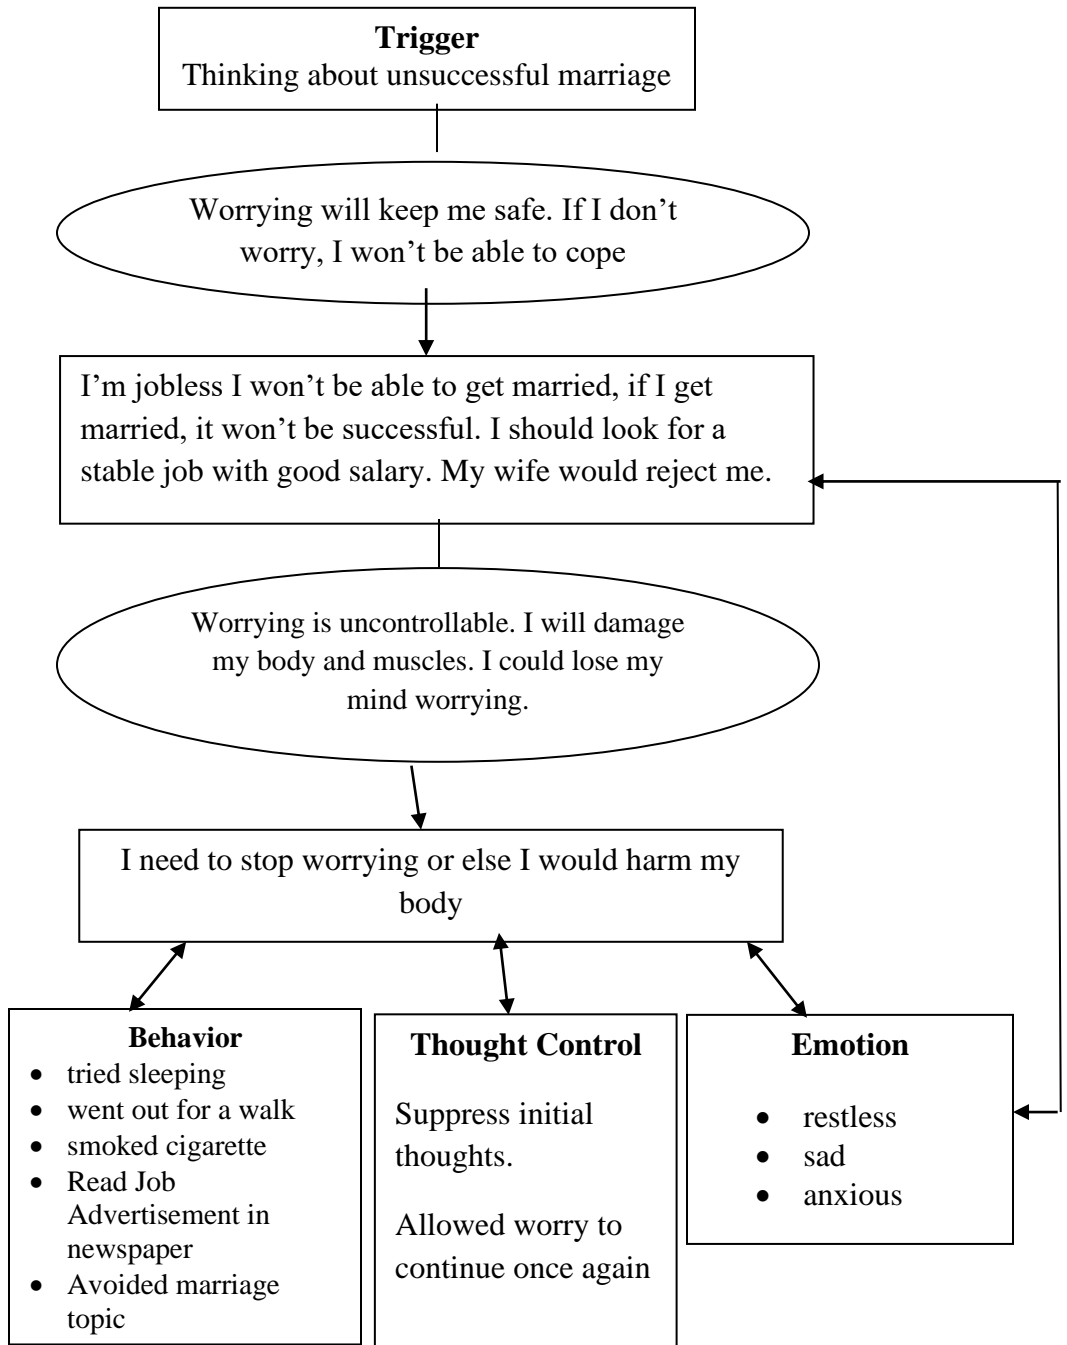 Trigger
Thinking about unsuccessful marriage
Worrying will keep me safe. If I don’t
worry, I won’t be able to cope
I’m jobless I won’t be able to get married, if I get
married, it won’t be successful. I should look for a
stable job with good salary. My wife would reject me.
Worrying is uncontrollable. I will damage
my body and muscles. I could lose my
mind worrying.
I need to stop worrying or else I would harm my
body
Behavior
• tried sleeping
• went out for a walk
• smoked cigarette
• Read Job
Advertisement in
newspaper
• Avoided marriage
topic
Thought Control
Suppress initial
thoughts.
Allowed worry to
continue once again
Emotion
• restless
• sad
• anxious